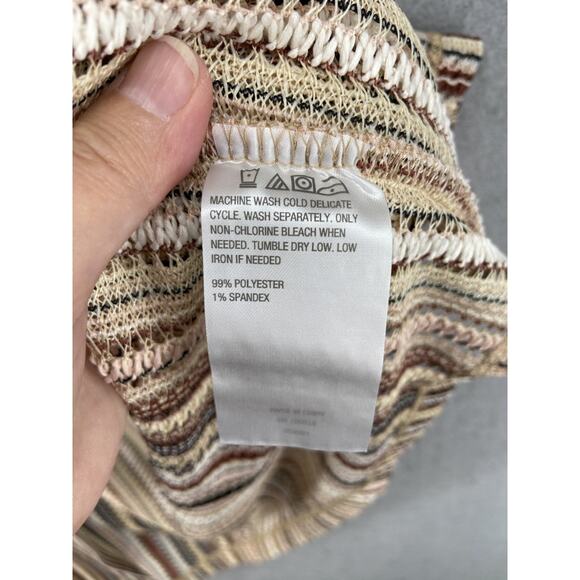 MACHINE WASH COLD DELICATE
CYCLE. WASH SEPARATELY. ONLY
NON-CHLORINE BLEACH WHEN
NEEDED. TUMBLE DRY LOW. LOW
IRON IF NEEDED
99% POLYESTER
1% SPANDEX